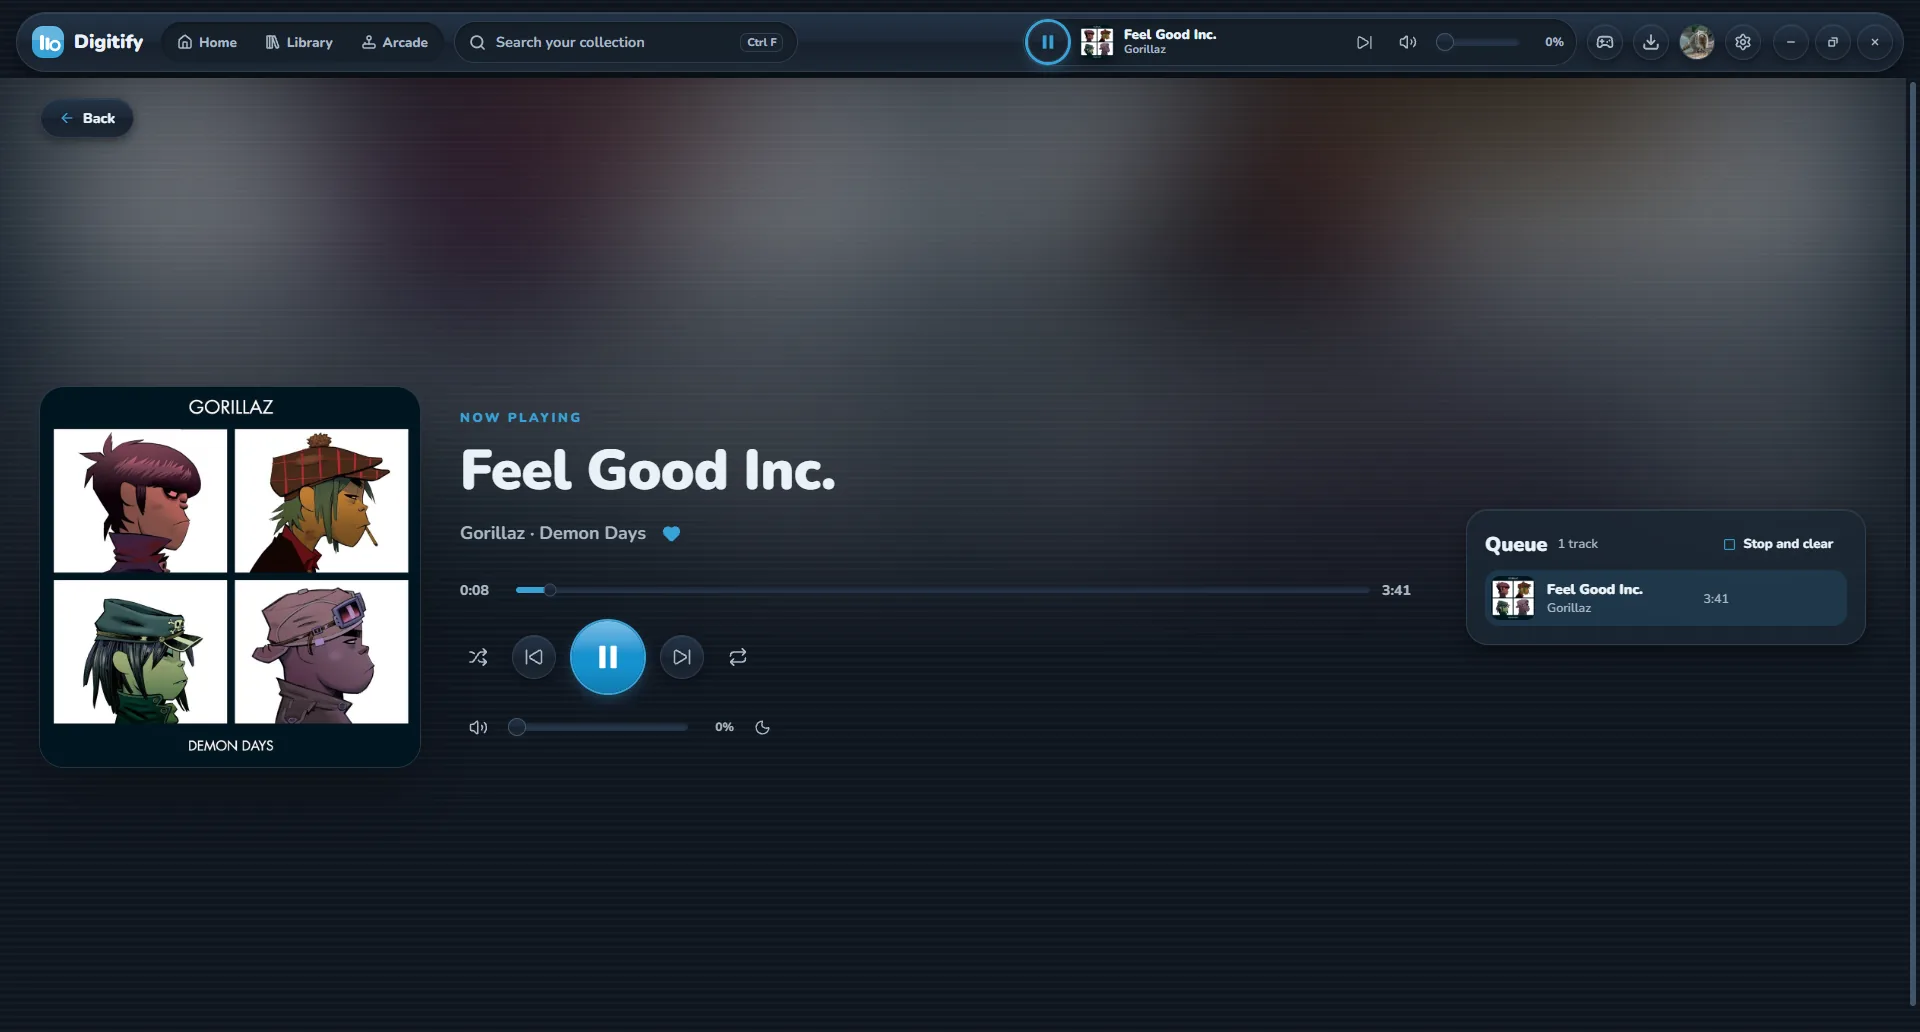 Digitify
Home
Library
Arcade
Search your collection
Ctrl F
Feel Good Inc.
Gorillaz
0%
Back
GORILLAZ
DEMON DAYS
NOW PLAYING
Feel Good Inc.
Gorillaz · Demon Days
0:08
3:41
0%
Queue 1 track
Stop and clear
Feel Good Inc.
Gorillaz
3:41